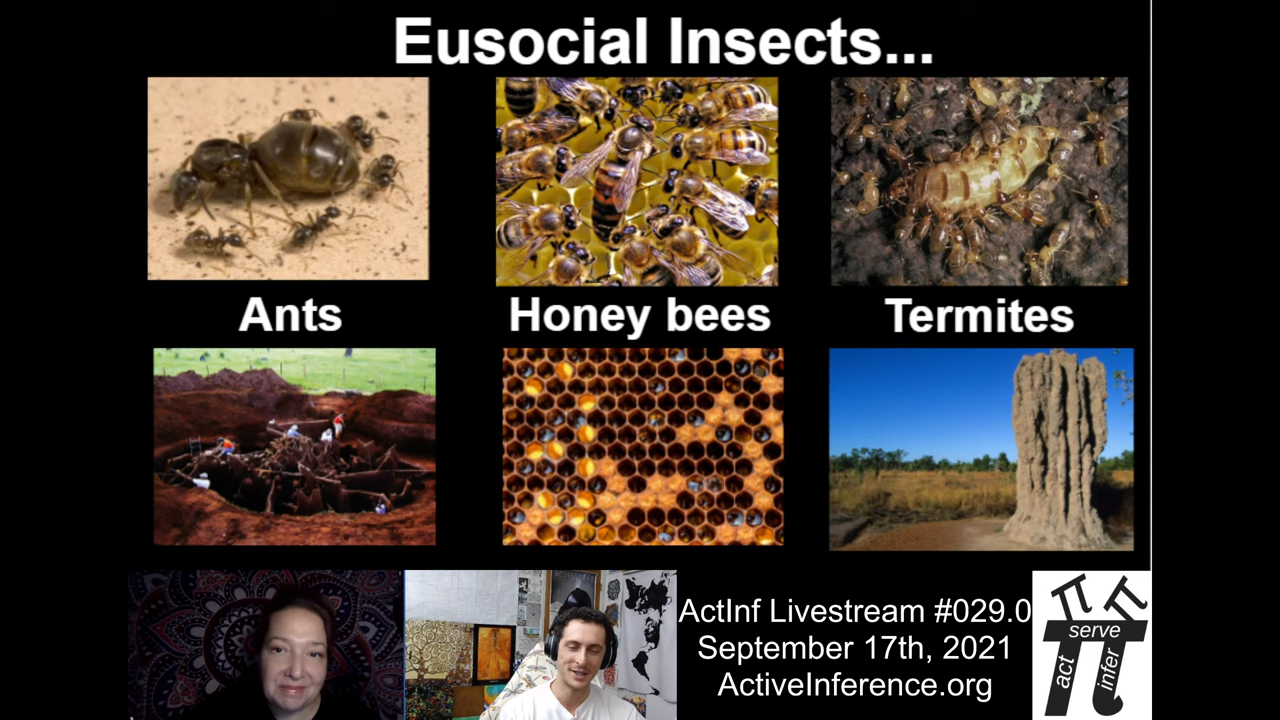 Eusocial Insects...
Ants
Honey bees
Termites
ActInf Livestream #029.0
September 17th, 2021
ActiveInference.org
serve
act
infer